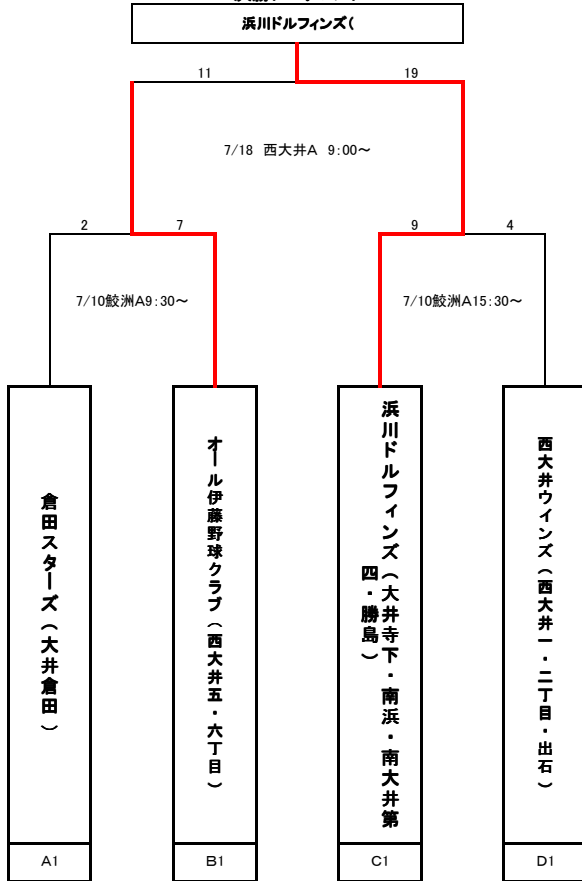 浜川ドルフィンズ(
11
19
7/18 西大井A 9:00～
2
7
9
4
7/10鮫洲A9:30～
7/10鮫洲A15:30～
倉田スターズ（大井倉田）
オール伊藤野球クラブ（西大井五・六丁目）
浜川ドルフィンズ（大井寺下・南浜・南大井第
四・勝島）
西大井ウインズ（西大井一・二丁目・出石）
A1
B1
C1
D1